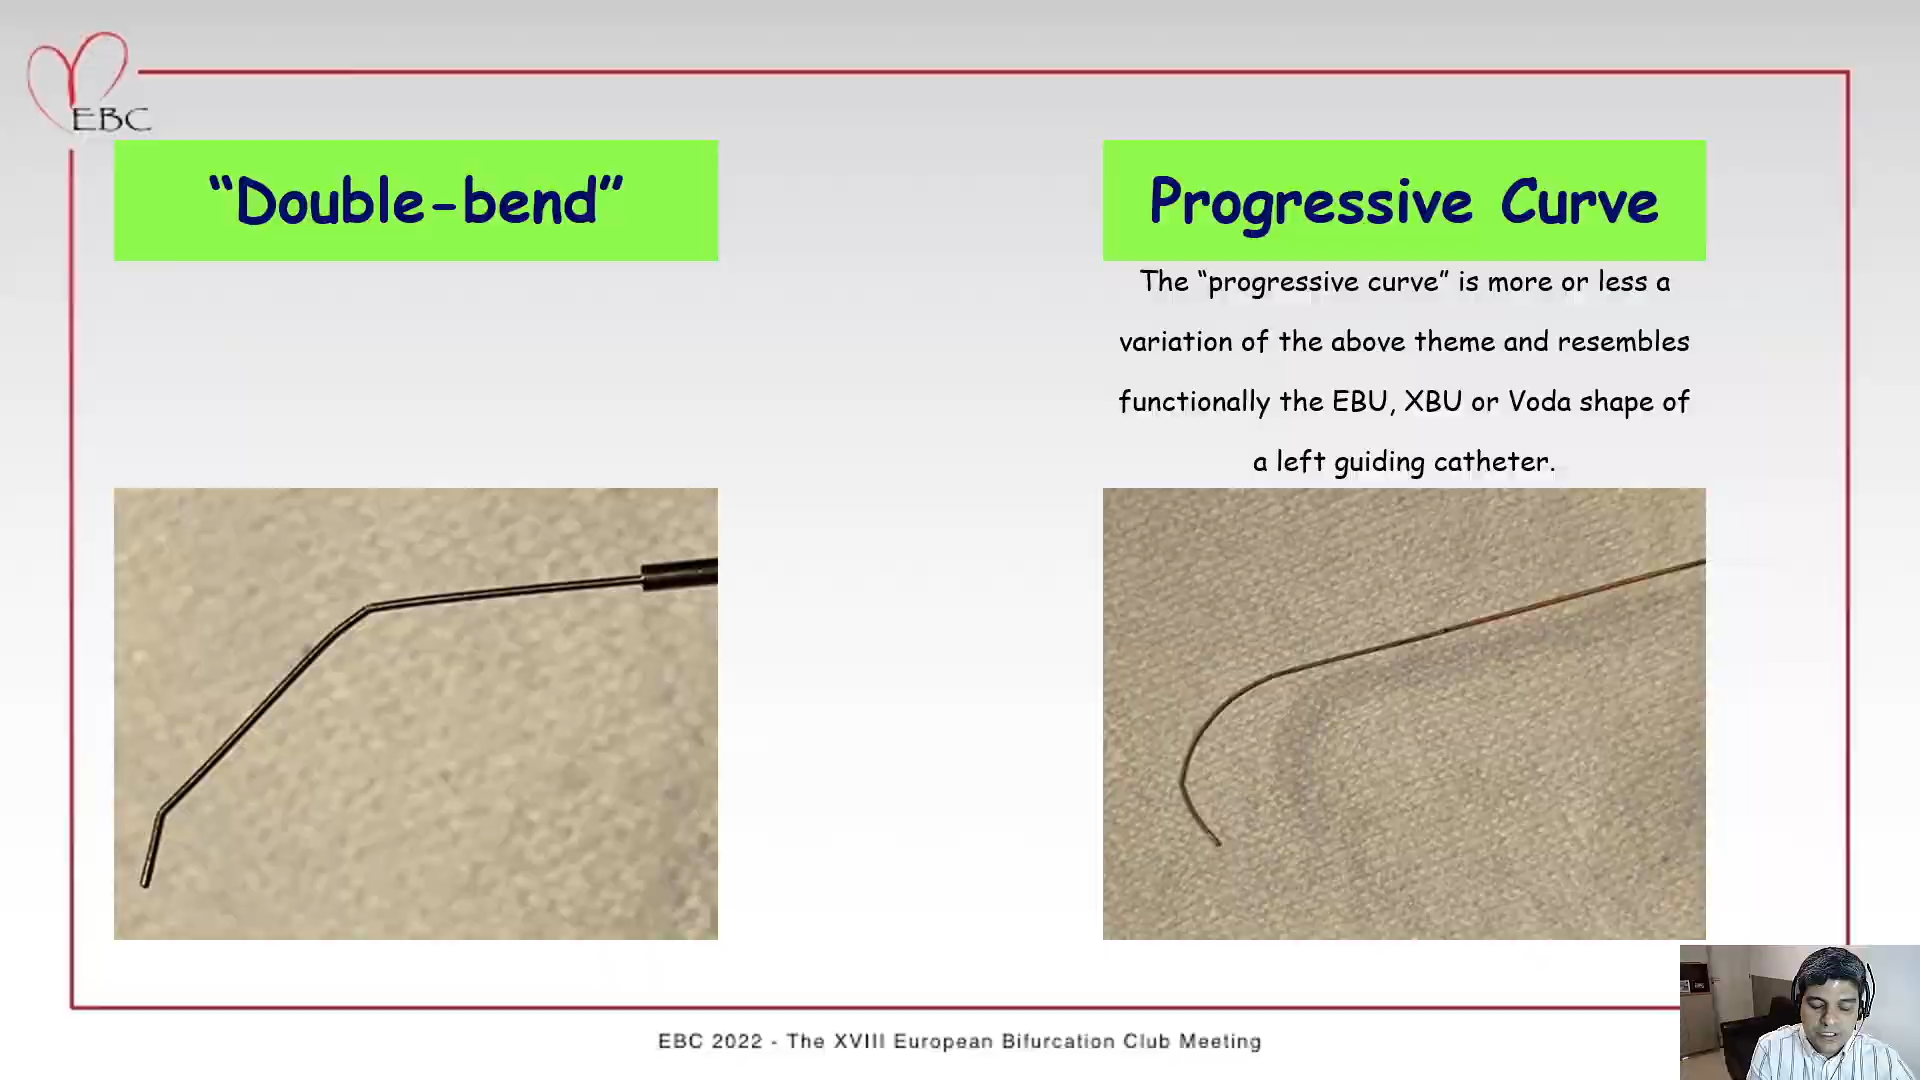 EBC
“Double-bend”
Progressive Curve
The “progressive curve” is more or less a
variation of the above theme and resembles
functionally the EBU, XBU or Voda shape of
a left guiding catheter.
EBC 2022 - The XVIII European Bifurcation Club Meeting